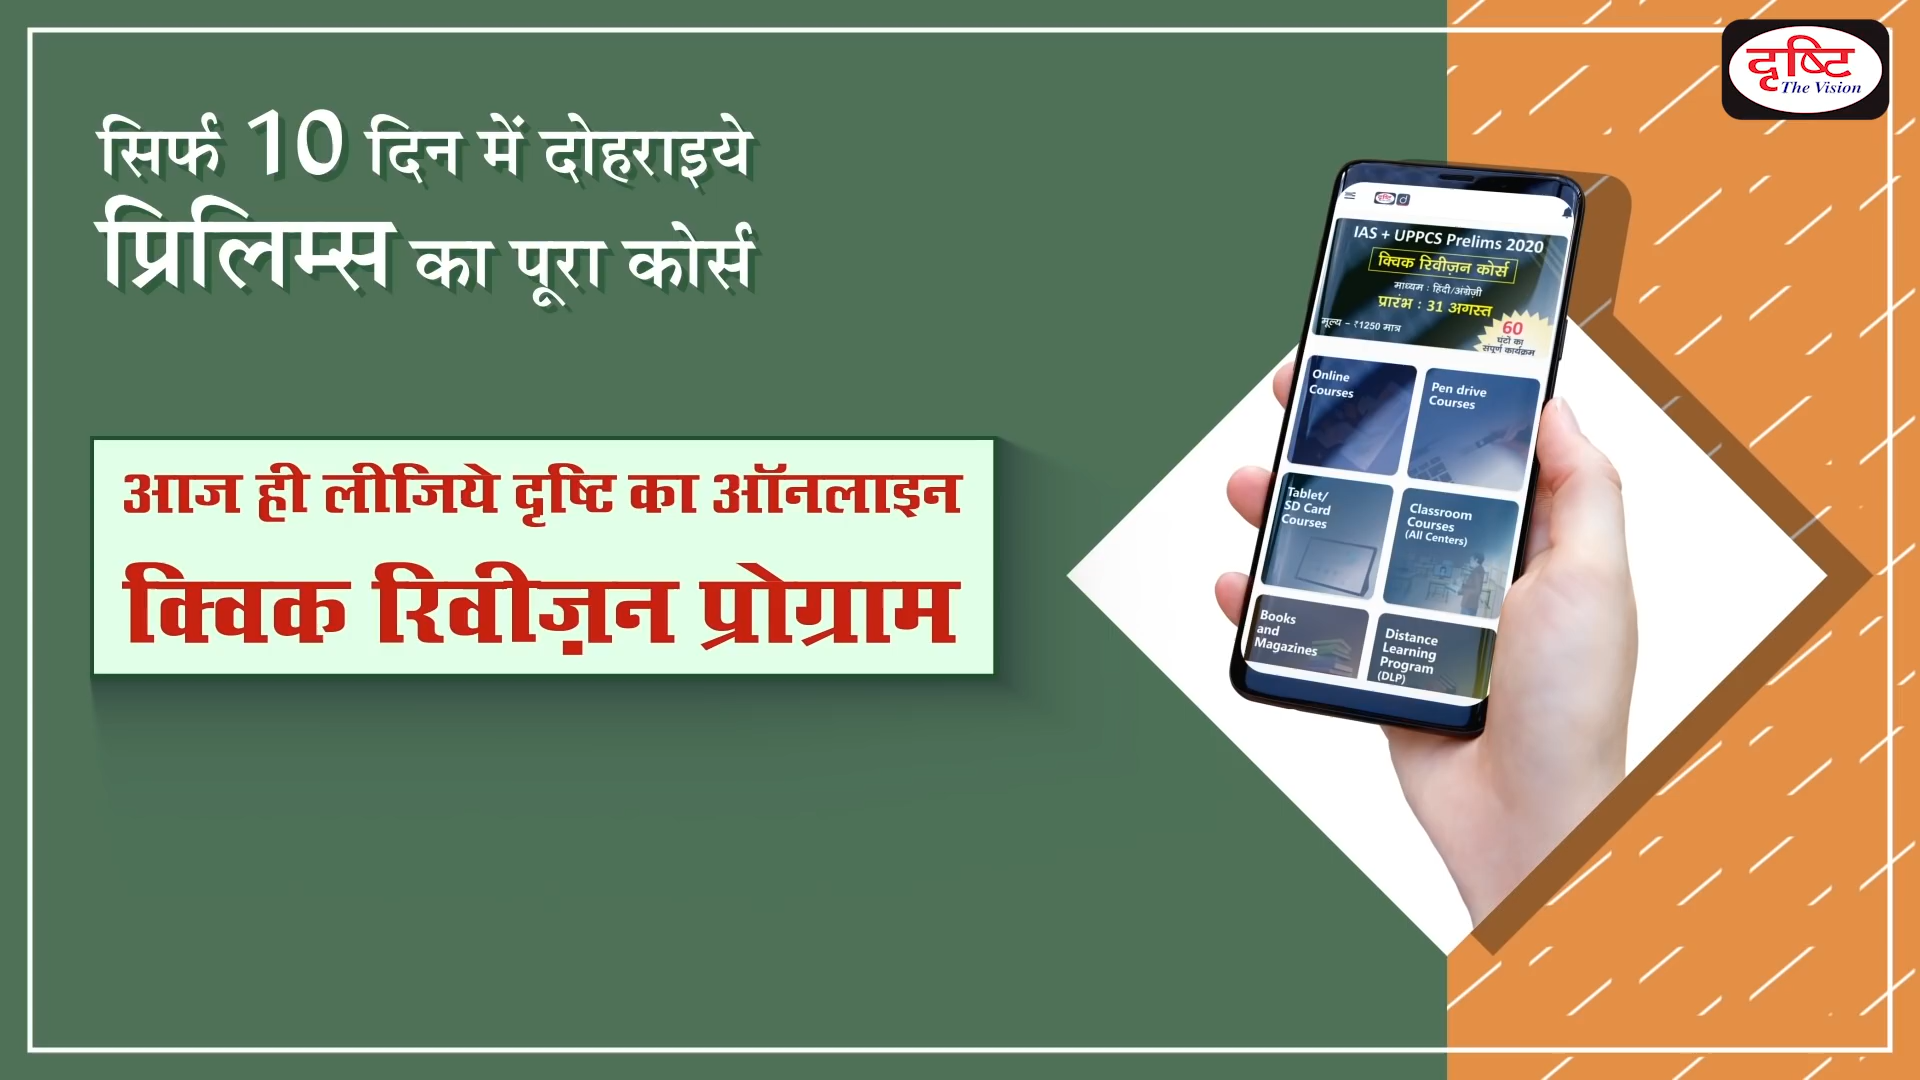 सिर्फ 10 दिन में दोहराइये
प्रिलिम्स का पूरा कोर्स
आज ही लीजिये दृष्टि का ऑनलाइन
क्विक रिवीज़न प्रोग्राम
दृष्टि
The Vision
दृष्टि d
IAS + UPPCS Prelims 2020
क्विक रिवीज़न कोर्स
माध्यम : हिंदी/अंग्रेज़ी
प्रारंभ : 31 अगस्त
मूल्य – ₹1250 मात्र
60
घंटों का
संपूर्ण कार्यक्रम
Online
Courses
Pen drive
Courses
Tablet/
SD Card
Courses
Classroom
Courses
(All Centers)
Books
and
Magazines
Distance
Learning
Program
(DLP)